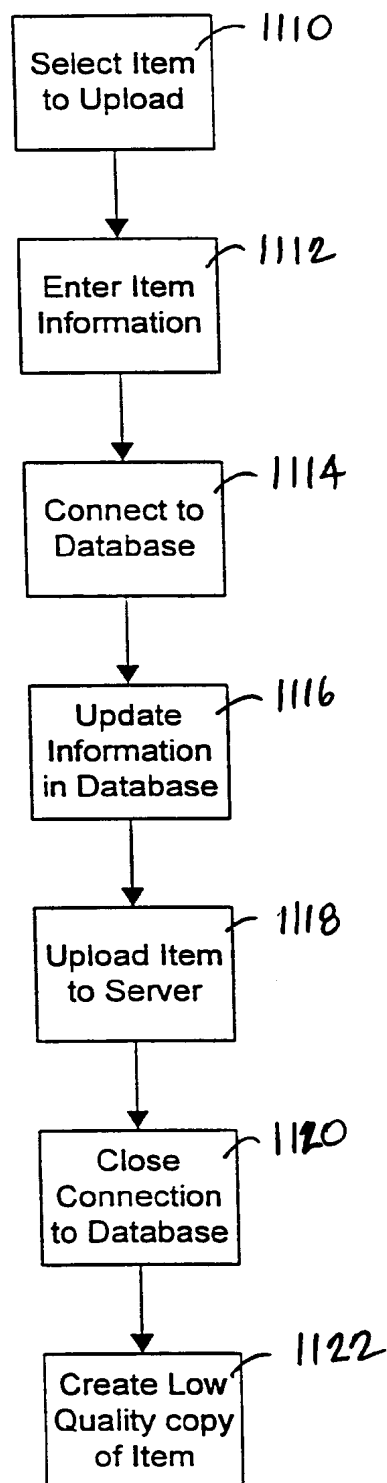 1110
Select Item
to Upload
1112
Enter Item
Information
1114
Connect to
Database
1116
Update
Information
in Database
1118
Upload Item
to Server
1120
Close
Connection
to Database
1122
Create Low
Quality copy
of Item